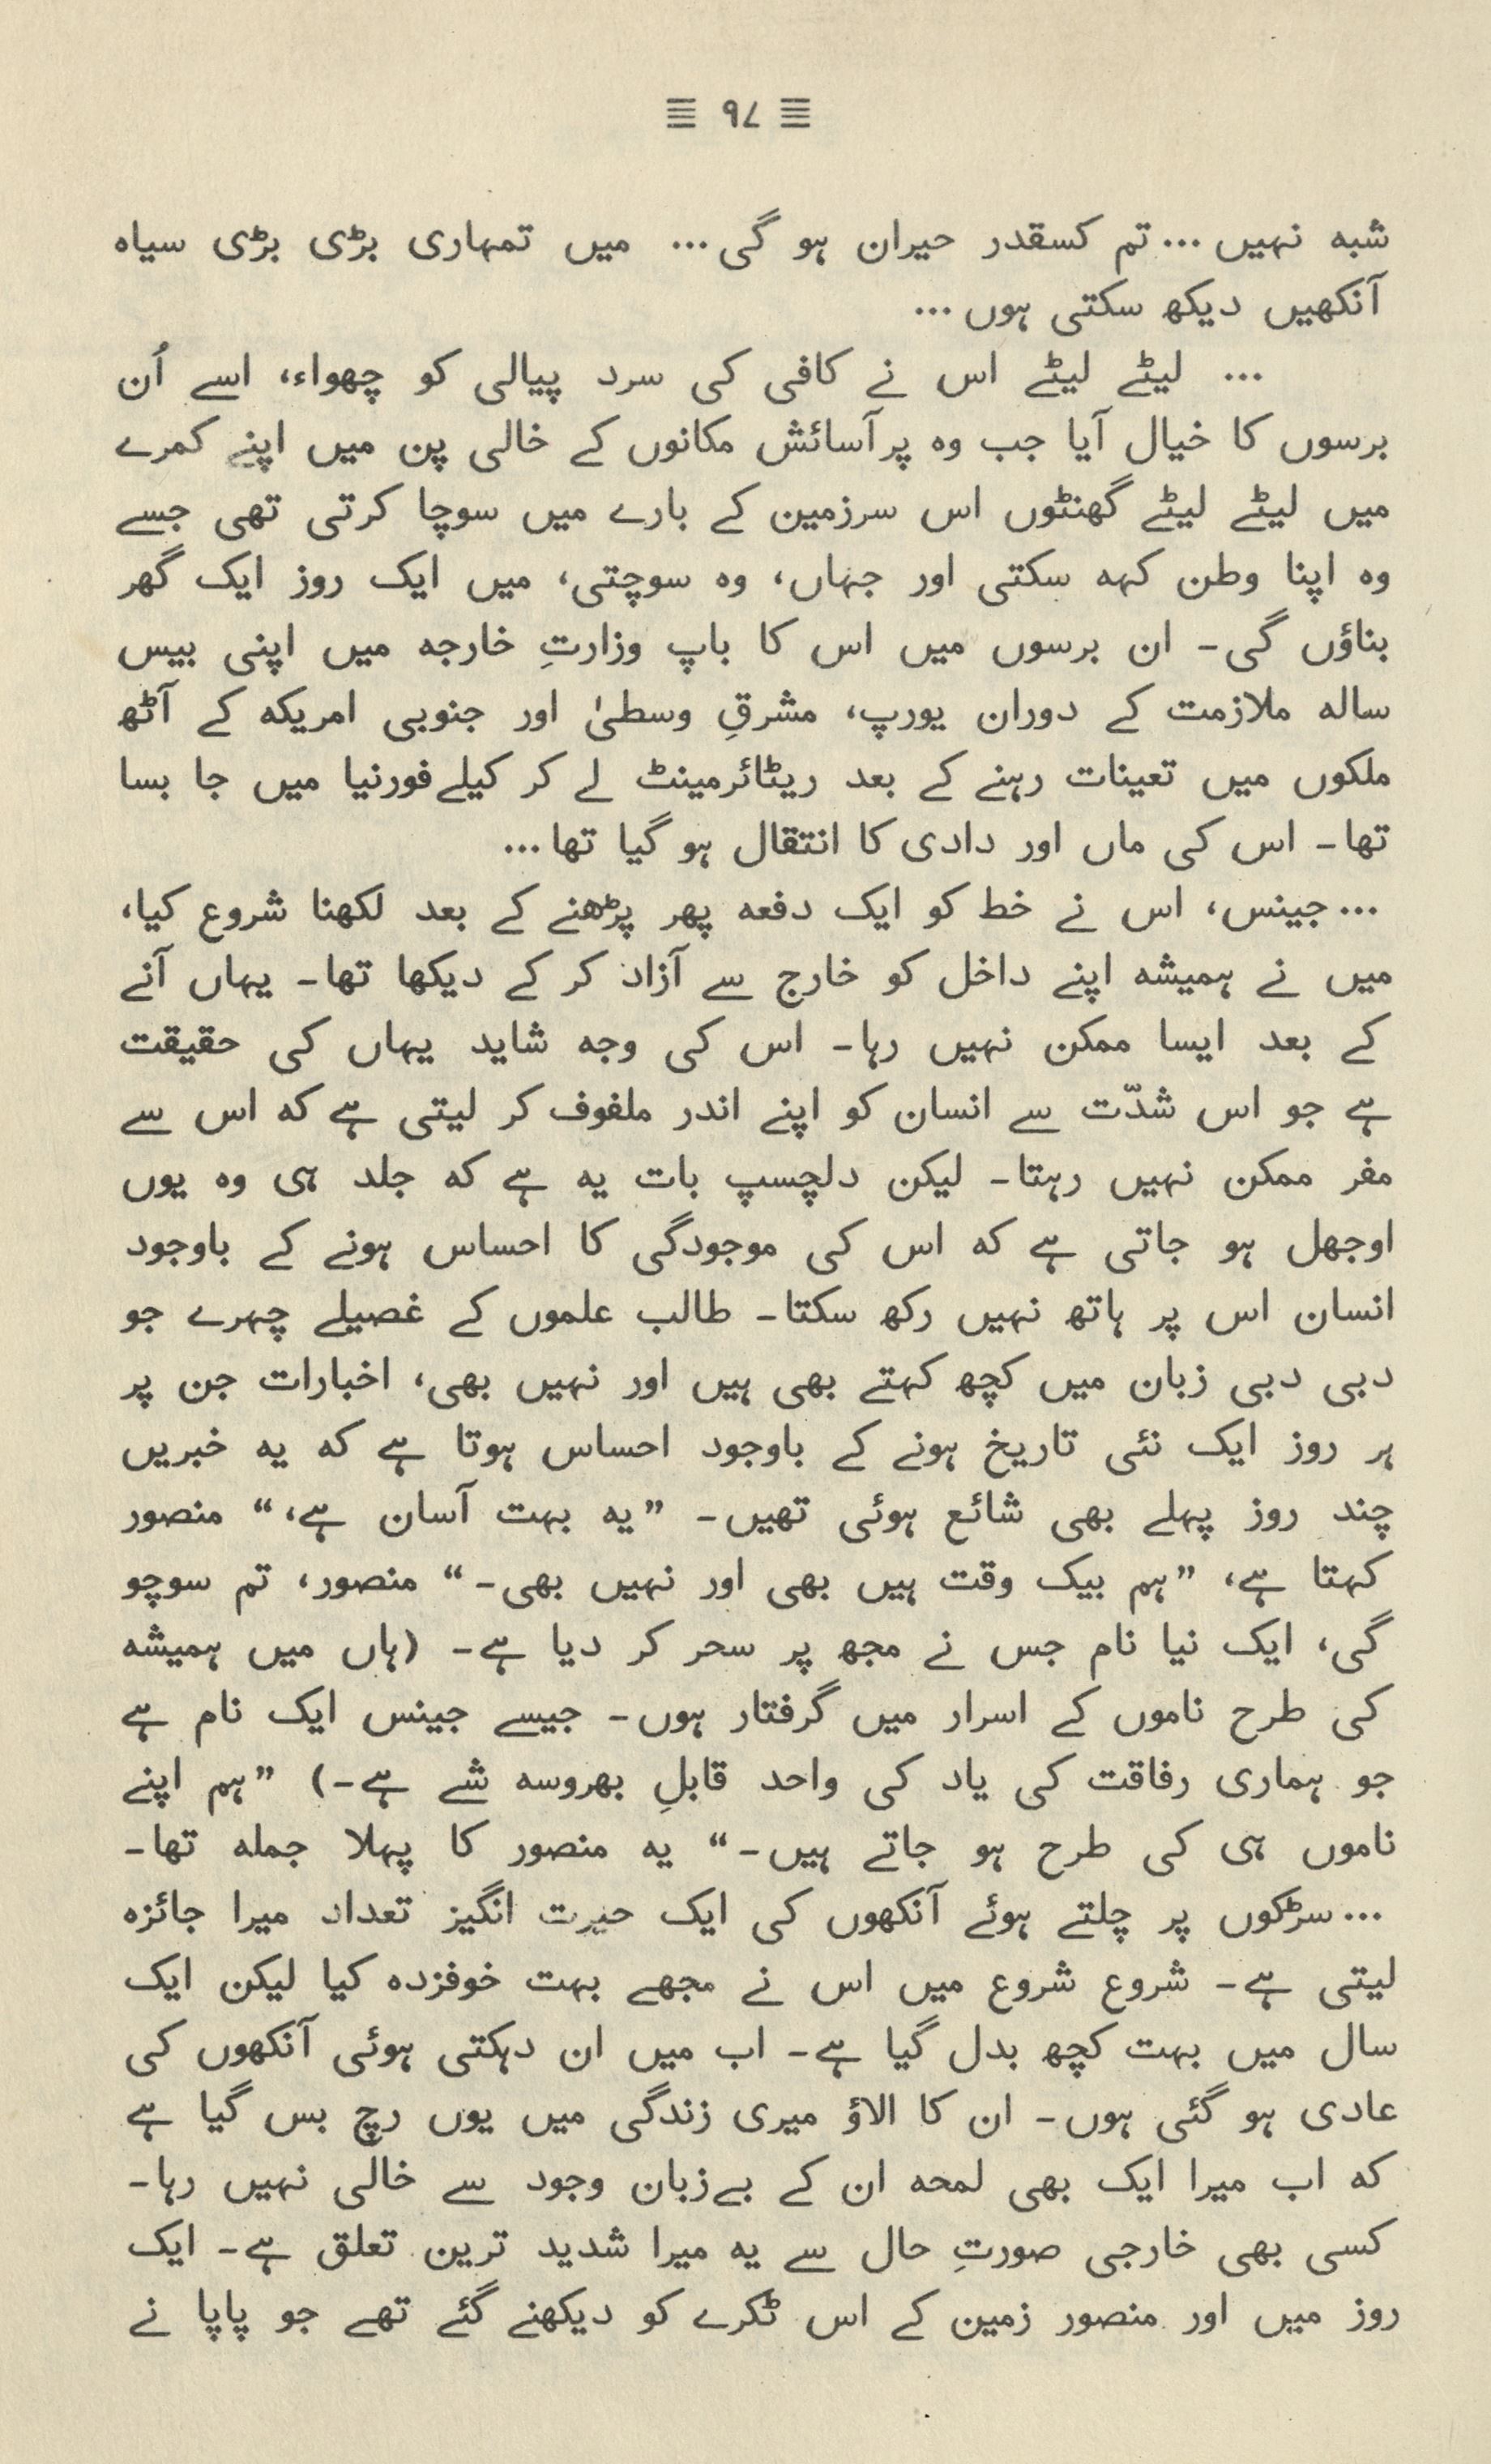 ۹۷
شبہ نہیں ... تم کسقدر حیران ہو گی ... میں تمہاری بڑی بڑی سیاہ
آنکھیں دیکھ سکتی ہوں ...
... لیٹے لیٹے اس نے کافی کی سرد پیالی کو چھواء، اسے اُن
برسوں کا خیال آیا جب وہ پرآسائش مکانوں کے خالی پن میں اپنے کمرے
میں لیٹے لیٹے گھنٹوں اس سرزمین کے بارے میں سوچا کرتی تھی جسے
وہ اپنا وطن کہہ سکتی اور جہاں، وہ سوچتی، میں ایک روز ایک گھر
بناؤں گی۔ ان برسوں میں اس کا باپ وزارتِ خارجہ میں اپنی بیس
سالہ ملازمت کے دوران یورپ، مشرقِ وسطیٰ اور جنوبی امریکہ کے آٹھ
ملکوں میں تعینات رہنے کے بعد ریٹائرمینٹ لے کر کیلےفورنیا میں جا بسا
تھا۔ اس کی ماں اور دادی کا انتقال ہو گیا تھا ...
... جینس، اس نے خط کو ایک دفعہ پھر پڑھنے کے بعد لکھنا شروع کیا،
میں نے ہمیشہ اپنے داخل کو خارج سے آزاد کر کے دیکھا تھا۔ یہاں آنے
کے بعد ایسا ممکن نہیں رہا۔ اس کی وجہ شاید یہاں کی حقیقت
ہے جو اس شدّت سے انسان کو اپنے اندر ملفوف کر لیتی ہے کہ اس سے
مفر ممکن نہیں رہتا۔ لیکن دلچسپ بات یہ ہے کہ جلد ہی وہ یوں
اوجھل ہو جاتی ہے کہ اس کی موجودگی کا احساس ہونے کے باوجود
انسان اس پر ہاتھ نہیں رکھ سکتا۔ طالب علموں کے غصیلے چہرے جو
دبی دبی زبان میں کچھ کہتے بھی ہیں اور نہیں بھی، اخبارات جن پر
ہر روز ایک نئی تاریخ ہونے کے باوجود احساس ہوتا ہے کہ یہ خبریں
چند روز پہلے بھی شائع ہوئی تھیں۔ ”یہ بہت آسان ہے،“ منصور
کہتا ہے، ”ہم بیک وقت ہیں بھی اور نہیں بھی۔“ منصور، تم سوچو
گی، ایک نیا نام جس نے مجھ پر سحر کر دیا ہے۔ (ہاں میں ہمیشہ
کی طرح ناموں کے اسرار میں گرفتار ہوں۔ جیسے جینس ایک نام ہے
جو ہماری رفاقت کی یاد کی واحد قابلِ بھروسہ شے ہے۔) ”ہم اپنے
ناموں ہی کی طرح ہو جاتے ہیں۔“ یہ منصور کا پہلا جملہ تھا۔
... سڑکوں پر چلتے ہوئے آنکھوں کی ایک حیرت انگیز تعداد میرا جائزہ
لیتی ہے۔ شروع شروع میں اس نے مجھے بہت خوفزدہ کیا لیکن ایک
سال میں بہت کچھ بدل گیا ہے۔ اب میں ان دہکتی ہوئی آنکھوں کی
عادی ہو گئی ہوں۔ ان کا الاؤ میری زندگی میں یوں رچ بس گیا ہے
کہ اب میرا ایک بھی لمحہ ان کے بےزبان وجود سے خالی نہیں رہا۔
کسی بھی خارجی صورتِ حال سے یہ میرا شدید ترین تعلق ہے۔ ایک
روز میں اور منصور زمین کے اس ٹکرے کو دیکھنے گئے تھے جو پاپا نے